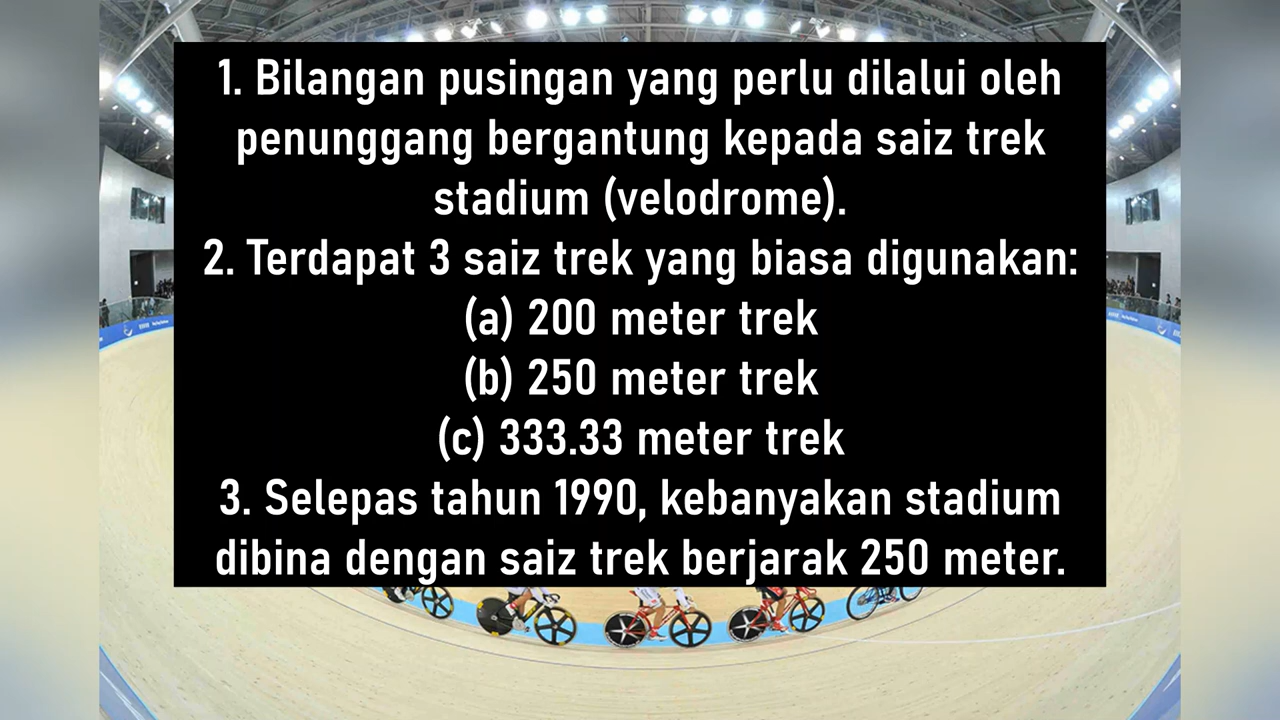 1. Bilangan pusingan yang perlu dilalui oleh
penunggang bergantung kepada saiz trek
stadium (velodrome).
2. Terdapat 3 saiz trek yang biasa digunakan:
(a) 200 meter trek
(b) 250 meter trek
(c) 333.33 meter trek
3. Selepas tahun 1990, kebanyakan stadium
dibina dengan saiz trek berjarak 250 meter.